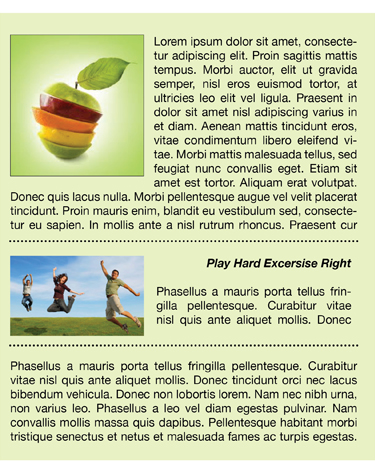 Lorem ipsum dolor sit amet, consecte-
tur adipiscing elit. Proin sagittis mattis
tempus. Morbi auctor, elit ut gravida
semper, nisl eros euismod tortor, at
ultricies leo elit vel ligula. Praesent in
dolor sit amet nisl adipiscing varius in
et diam. Aenean mattis tincidunt eros,
vitae condimentum libero eleifend vi-
tae. Morbi mattis malesuada tellus, sed
feugiat nunc convallis eget. Etiam sit
amet est tortor. Aliquam erat volutpat.
Donec quis lacus nulla. Morbi pellentesque augue vel velit placerat
tincidunt. Proin mauris enim, blandit eu vestibulum sed, consecte-
tur eu sapien. In mollis ante a nisl rutrum rhoncus. Praesent cur
Play Hard Excersise Right
Phasellus a mauris porta tellus frin-
gilla pellentesque. Curabitur vitae
nisl quis ante aliquet mollis. Donec
Phasellus a mauris porta tellus fringilla pellentesque. Curabitur
vitae nisl quis ante aliquet mollis. Donec tincidunt orci nec lacus
bibendum vehicula. Donec non lobortis lorem. Nam nec nibh urna,
non varius leo. Phasellus a leo vel diam egestas pulvinar. Nam
convallis mollis massa quis dapibus. Pellentesque habitant morbi
tristique senectus et netus et malesuada fames ac turpis egestas.